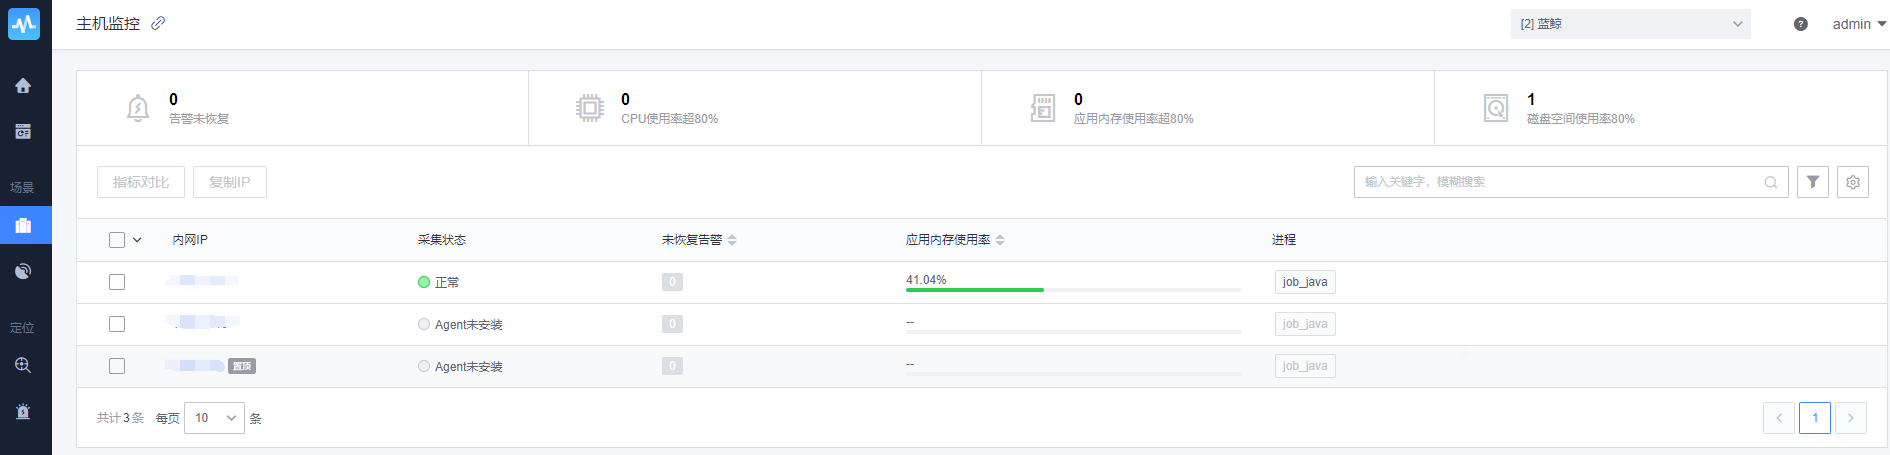 主机监控
[2] 蓝鲸
admin
0
告警未恢复
0
CPU使用率超80%
0
应用内存使用率超80%
1
磁盘空间使用率80%
指标对比 复制IP
输入关键字，模糊搜索
场景
内网IP 采集状态 未恢复告警 应用内存使用率 进程
正常 0 41.04% job_java
Agent未安装 0 -- job_java
定位
置顶 Agent未安装 0 -- job_java
共计 3 条 每页 10 条
1